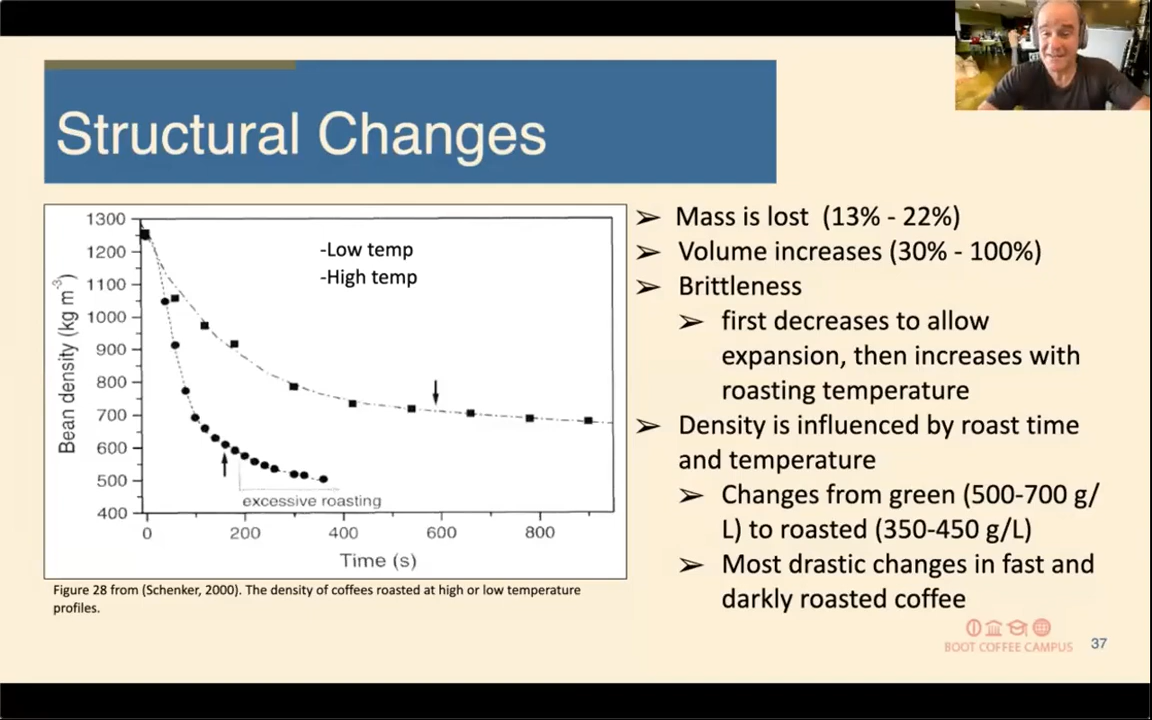 Structural Changes
1300
1200
1100
1000
900
800
700
600
500
400
Bean density (kg m-3)
-Low temp
-High temp
excessive roasting
0
200
400
600
800
Time (s)
Figure 28 from (Schenker, 2000). The density of coffees roasted at high or low temperature
profiles.
➢ Mass is lost (13% - 22%)
➢ Volume increases (30% - 100%)
➢ Brittleness
➢ first decreases to allow
expansion, then increases with
roasting temperature
➢ Density is influenced by roast time
and temperature
➢ Changes from green (500-700 g/
L) to roasted (350-450 g/L)
➢ Most drastic changes in fast and
darkly roasted coffee
BOOT COFFEE CAMPUS
37